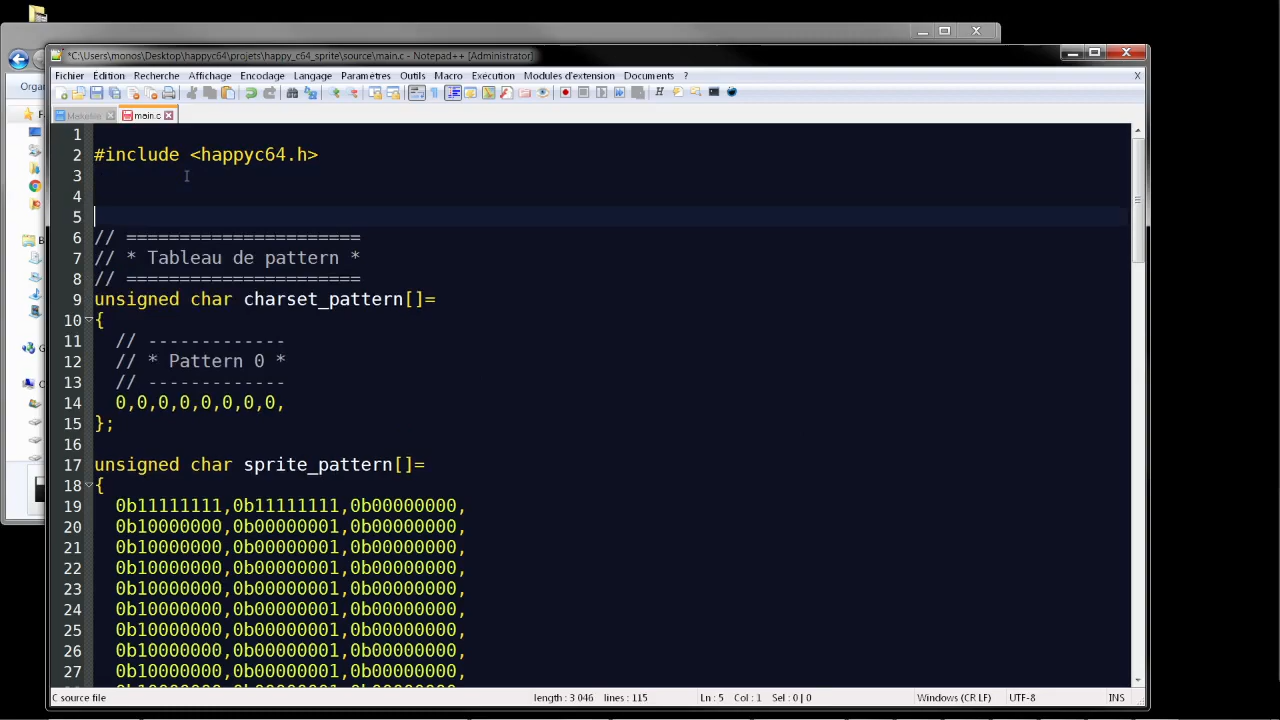 *C:\Users\monos\Desktop\happyc64\projets\happy_c64_sprite\source\main.c - Notepad++ [Administrator]
Fichier Édition Recherche Affichage Encodage Langage Paramètres Outils Macro Exécution Modules d'extension Documents ? X
Organ
main.c
1
2 #include <happyc64.h>
3
4
5
6 // ======================
7 // * Tableau de pattern *
8 // ======================
9 unsigned char charset_pattern[]=
10 {
11 // -------------
12 // * Pattern 0 *
13 // -------------
14 0,0,0,0,0,0,0,0,
15 };
16
17 unsigned char sprite_pattern[]=
18 {
19 0b11111111,0b11111111,0b00000000,
20 0b10000000,0b00000001,0b00000000,
21 0b10000000,0b00000001,0b00000000,
22 0b10000000,0b00000001,0b00000000,
23 0b10000000,0b00000001,0b00000000,
24 0b10000000,0b00000001,0b00000000,
25 0b10000000,0b00000001,0b00000000,
26 0b10000000,0b00000001,0b00000000,
27 0b10000000,0b00000001,0b00000000,
C source file length : 3 046 lines : 115 Ln : 5 Col : 1 Sel : 0 | 0 Windows (CR LF) UTF-8 INS